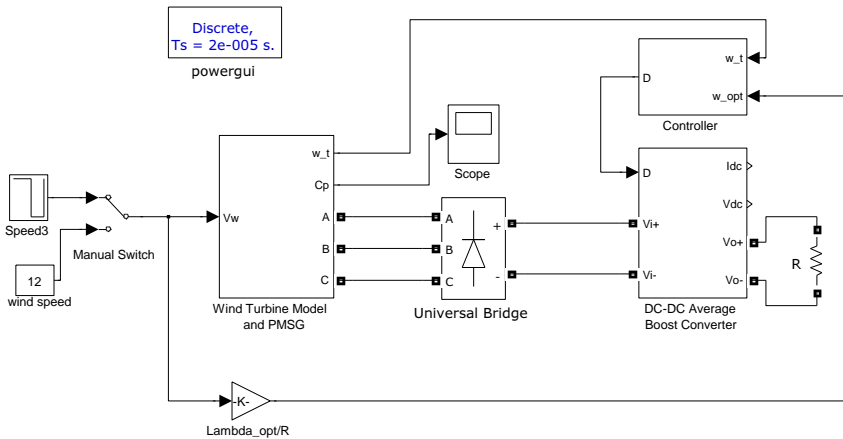 Discrete,
Ts = 2e-005 s.
powergui
w_t
D
w_opt
Controller
Scope
w_t
Cp
Vw
A
B
C
Wind Turbine Model
and PMSG
Speed3
Manual Switch
12
wind speed
A
B
C
+
-
Universal Bridge
D
Idc
Vdc
Vi+
Vo+
Vi-
Vo-
DC-DC Average
Boost Converter
R
-K-
Lambda_opt/R